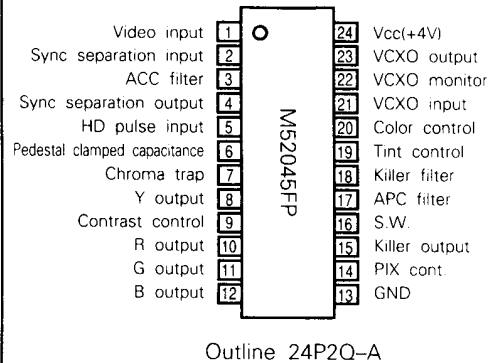 Video input 1 24 Vcc(+4V)
Sync separation input 2 23 VCXO output
ACC filter 3 22 VCXO monitor
Sync separation output 4 21 VCXO input
HD pulse input 5 20 Color control
Pedestal clamped capacitance 6 19 Tint control
Chroma trap 7 18 Killer filter
Y output 8 17 APC filter
Contrast control 9 16 S.W.
R output 10 15 Killer output
G output 11 14 PIX cont.
B output 12 13 GND
M52045FP
Outline 24P2Q-A